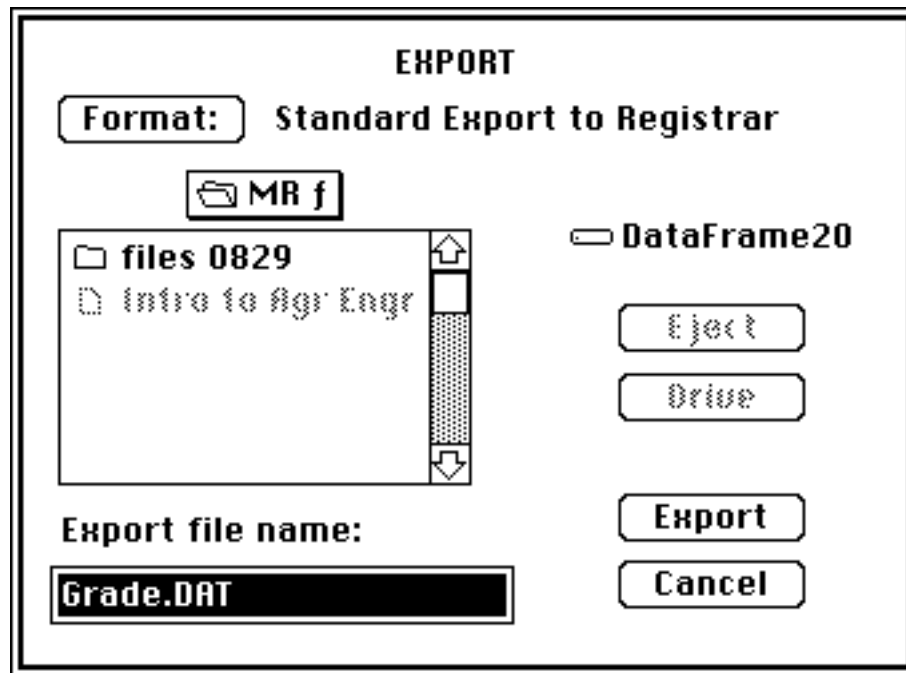 EXPORT
Format: Standard Export to Registrar
MR ƒ
files 0829
Intro to Agr Engr
DataFrame20
Eject
Drive
Export file name:
Grade.DAT
Export
Cancel